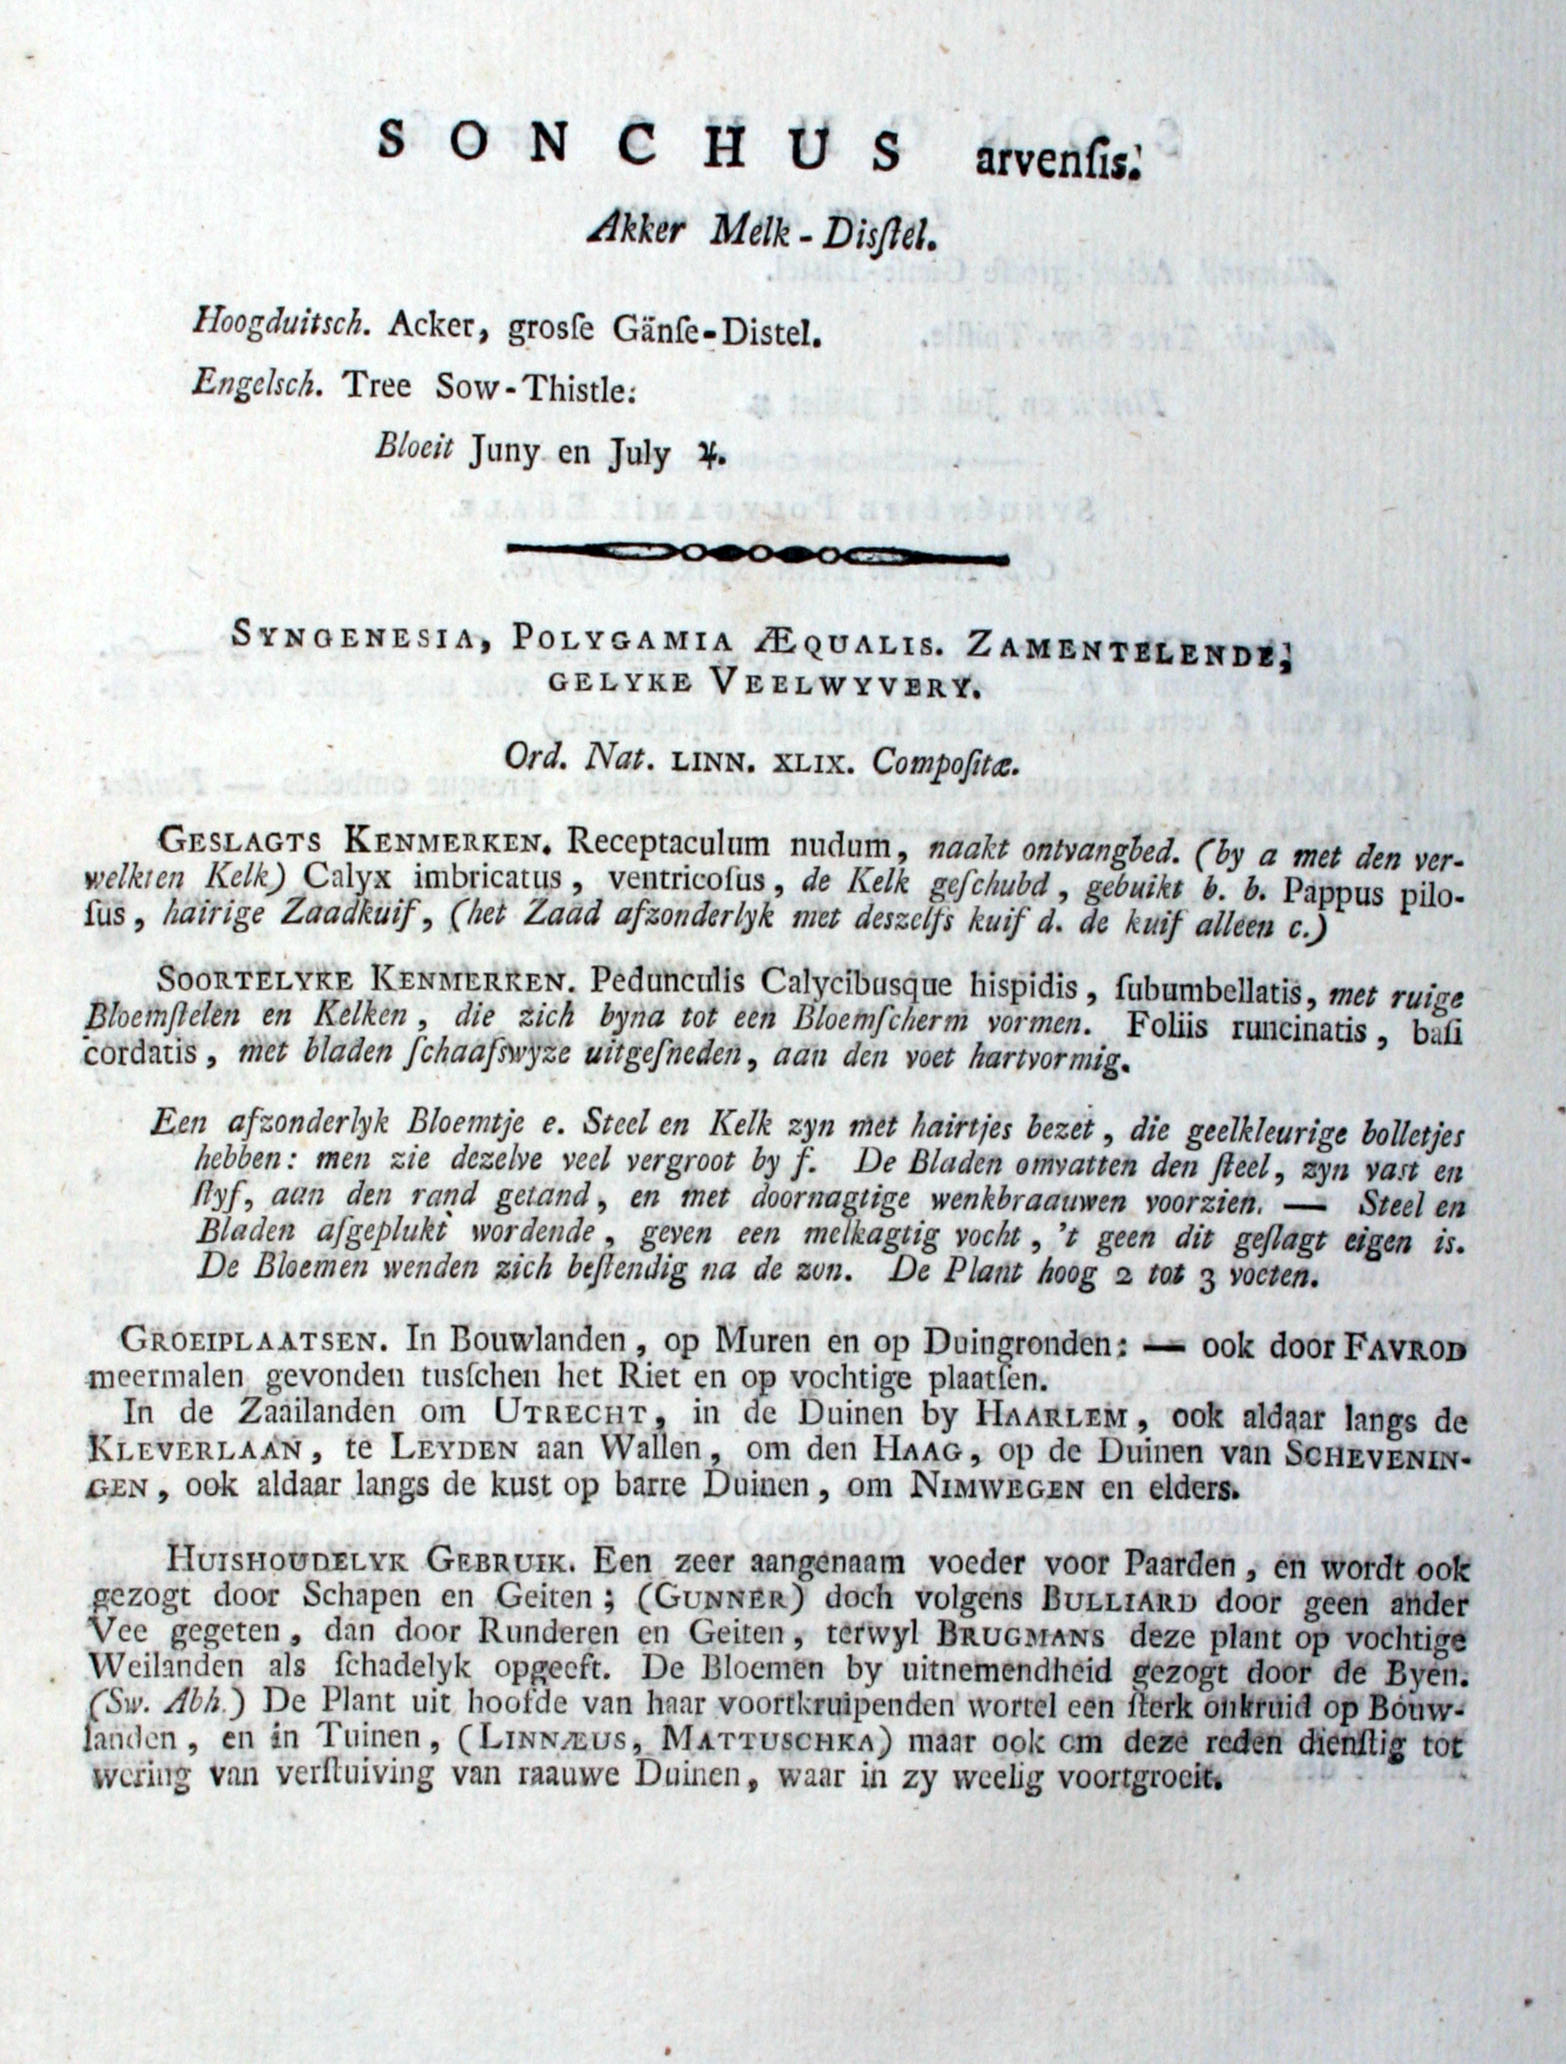 SONCHUS arvenſis.
Akker Melk-Disſtel.
Hoogduitsch. Acker, grosſe Gänſe-Distel.
Engelsch. Tree Sow-Thistle.
Bloeit Juny en July ♃.
SYNGENESIA, POLYGAMIA ÆQUALIS. ZAMENTELENDE,
GELYKE VEELWYVERY.
Ord. Nat. LINN. XLIX. Compoſitæ.
GESLAGTS KENMERKEN. Receptaculum nudum, naakt ontvangbed. (by a met den ver-
welkten Kelk) Calyx imbricatus, ventricoſus, de Kelk geſchubd, gebuikt b. b. Pappus pilo-
ſus, hairige Zaadkuif, (het Zaad afzonderlyk met deszelfs kuif d. de kuif alleen c.)
SOORTELYKE KENMERKEN. Pedunculis Calycibusque hispidis, ſubumbellatis, met ruige
Bloemſtelen en Kelken, die zich byna tot een Bloemſcherm vormen. Foliis runcinatis, baſi
cordatis, met bladen ſchaafswyze uitgeſneden, aan den voet hartvormig.
Een afzonderlyk Bloemtje e. Steel en Kelk zyn met hairtjes bezet, die geelkleurige bolletjes
hebben: men zie dezelve veel vergroot by f. De Bladen omvatten den ſteel, zyn vast en
ſtyf, aan den rand getand, en met doornagtige wenkbraauwen voorzien. — Steel en
Bladen afgeplukt wordende, geven een melkagtig vocht, 't geen dit geſlagt eigen is.
De Bloemen wenden zich beſtendig na de zon. De Plant hoog 2 tot 3 voeten.
GROEIPLAATSEN. In Bouwlanden, op Muren en op Duingronden: — ook door FAVROD
meermalen gevonden tusſchen het Riet en op vochtige plaatſen.
In de Zaailanden om UTRECHT, in de Duinen by HAARLEM, ook aldaar langs de
KLEVERLAAN, te LEYDEN aan Wallen, om den HAAG, op de Duinen van SCHEVENIN-
GEN, ook aldaar langs de kust op barre Duinen, om NIMWEGEN en elders.
HUISHOUDELYK GEBRUIK. Een zeer aangenaam voeder voor Paarden, en wordt ook
gezogt door Schapen en Geiten; (GUNNER) doch volgens BULLIARD door geen ander
Vee gegeten, dan door Runderen en Geiten, terwyl BRUGMANS deze plant op vochtige
Weilanden als ſchadelyk opgeeft. De Bloemen by uitnemendheid gezogt door de Byen.
(Sw. Abh.) De Plant uit hoofde van haar voortkruipenden wortel een ſterk onkruid op Bouw-
landen, en in Tuinen, (LINNÆUS, MATTUSCHKA) maar ook om deze reden dienſtig tot
wering van verſtuiving van raauwe Duinen, waar in zy weelig voortgroeit.